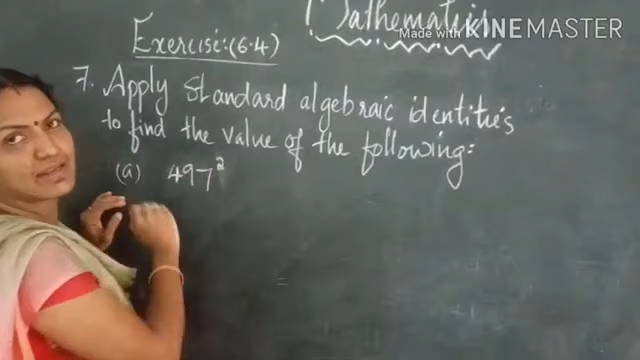 Mathematics
Made with KINEMASTER
Exercise:(6.4)
7. Apply Standard algebraic identities
to find the value of the following:
(a) 497²